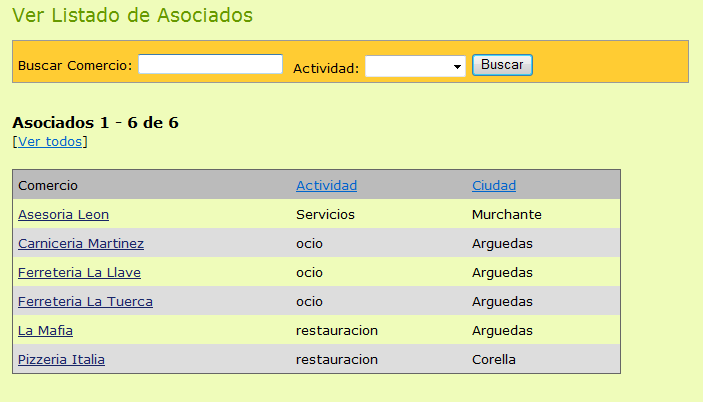 Ver Listado de Asociados
Buscar Comercio: Actividad: Buscar
Asociados 1 - 6 de 6
[Ver todos]
Comercio Actividad Ciudad
Asesoria Leon Servicios Murchante
Carniceria Martinez ocio Arguedas
Ferreteria La Llave ocio Arguedas
Ferreteria La Tuerca ocio Arguedas
La Mafia restauracion Arguedas
Pizzeria Italia restauracion Corella